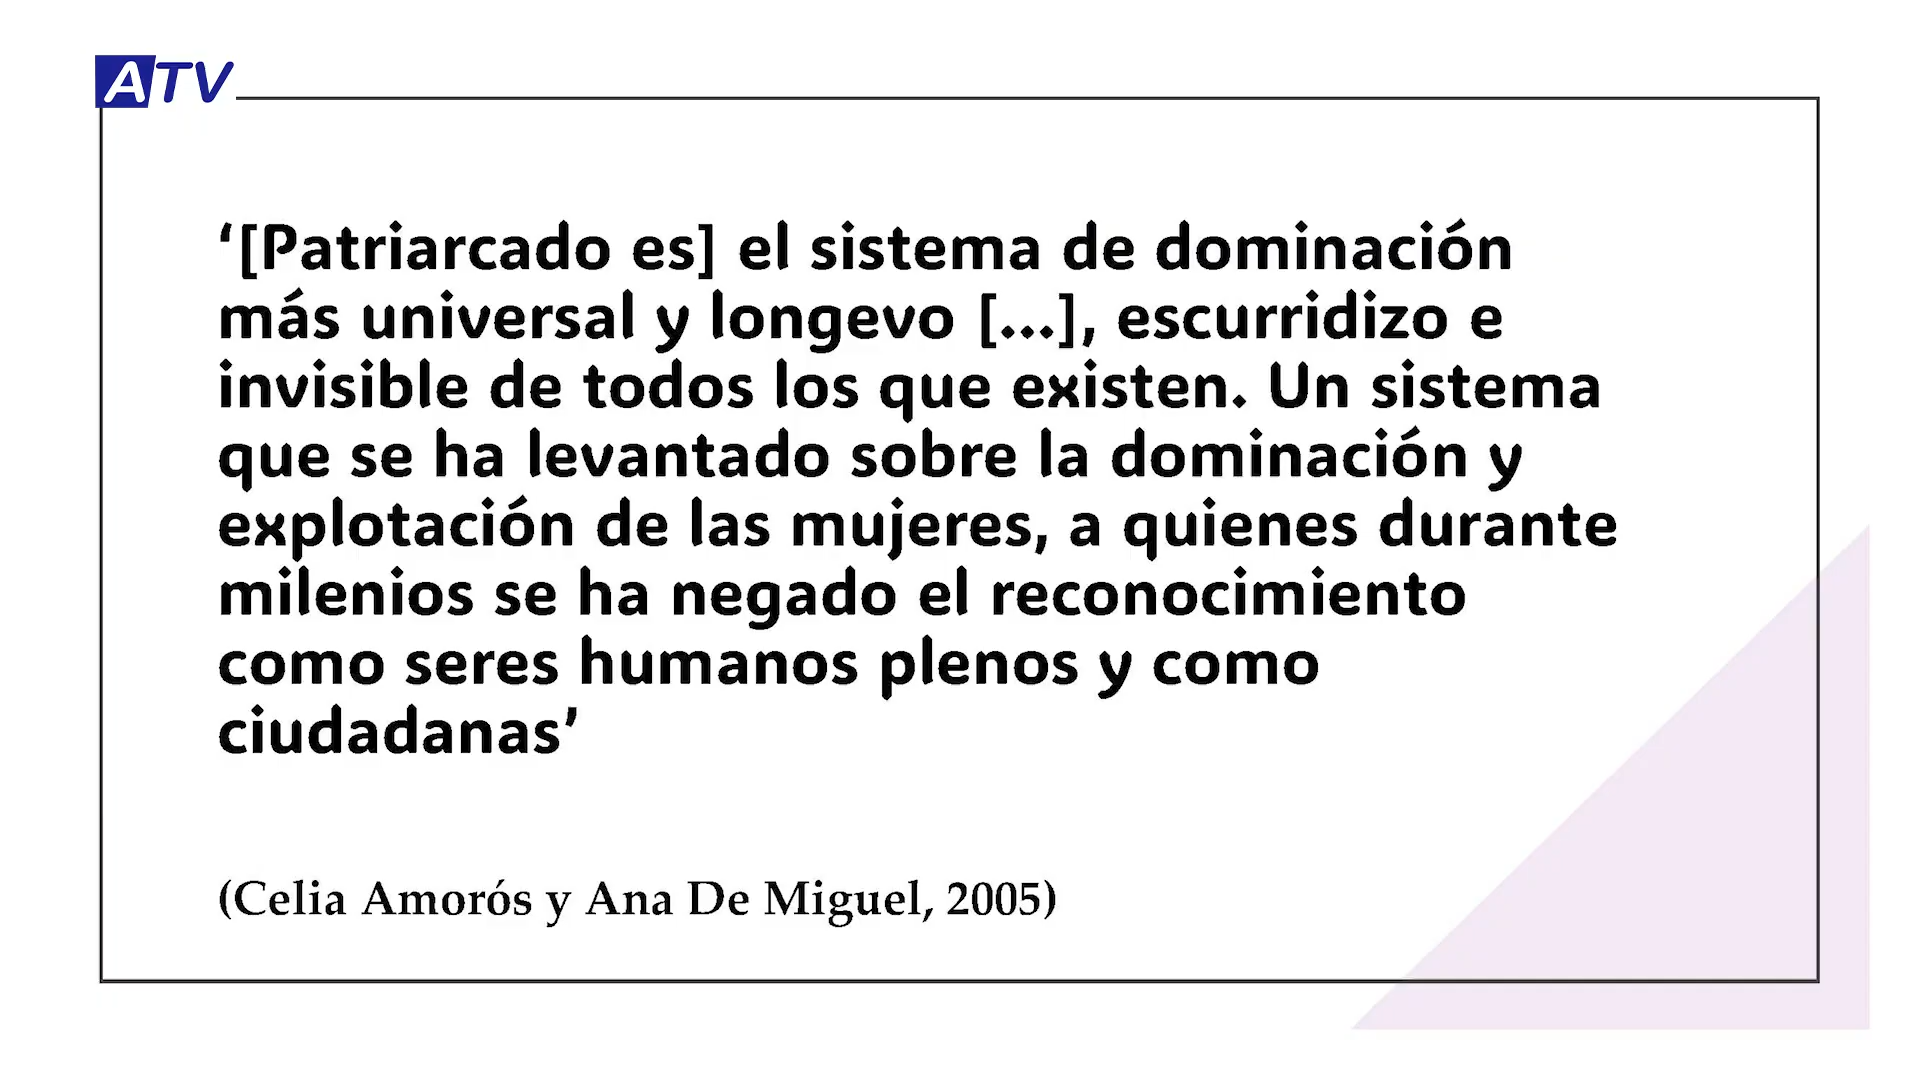 ATV
‘[Patriarcado es] el sistema de dominación
más universal y longevo [...], escurridizo e
invisible de todos los que existen. Un sistema
que se ha levantado sobre la dominación y
explotación de las mujeres, a quienes durante
milenios se ha negado el reconocimiento
como seres humanos plenos y como
ciudadanas’
(Celia Amorós y Ana De Miguel, 2005)